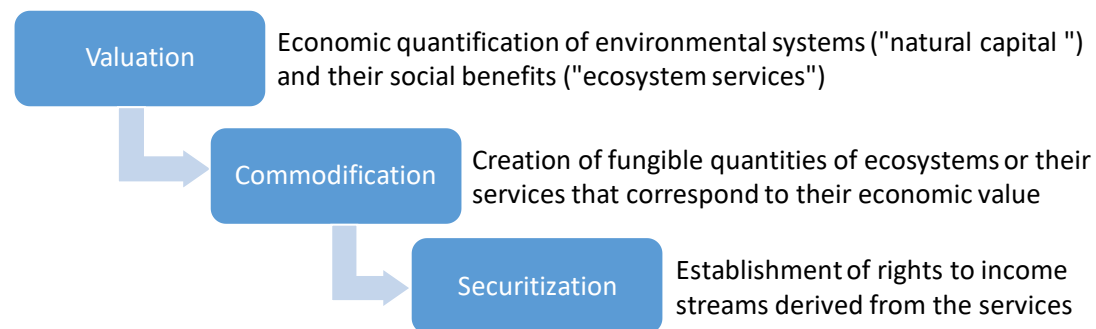 Valuation
Economic quantification of environmental systems ("natural capital ")
and their social benefits ("ecosystem services")
Commodification
Creation of fungible quantities of ecosystems or their
services that correspond to their economic value
Securitization
Establishment of rights to income
streams derived from the services